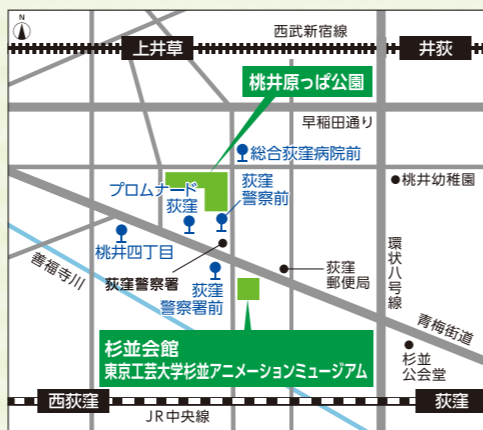 N
西武新宿線
上井草
井荻
桃井原っぱ公園
早稲田通り
総合荻窪病院前
桃井幼稚園
プロムナード
荻窪
荻窪
警察前
桃井四丁目
荻窪警察署
荻窪
警察署前
荻窪
郵便局
環状八号線
善福寺川
青梅街道
杉並会館
東京工芸大学杉並アニメーションミュージアム
杉並
公会堂
西荻窪
JR中央線
荻窪